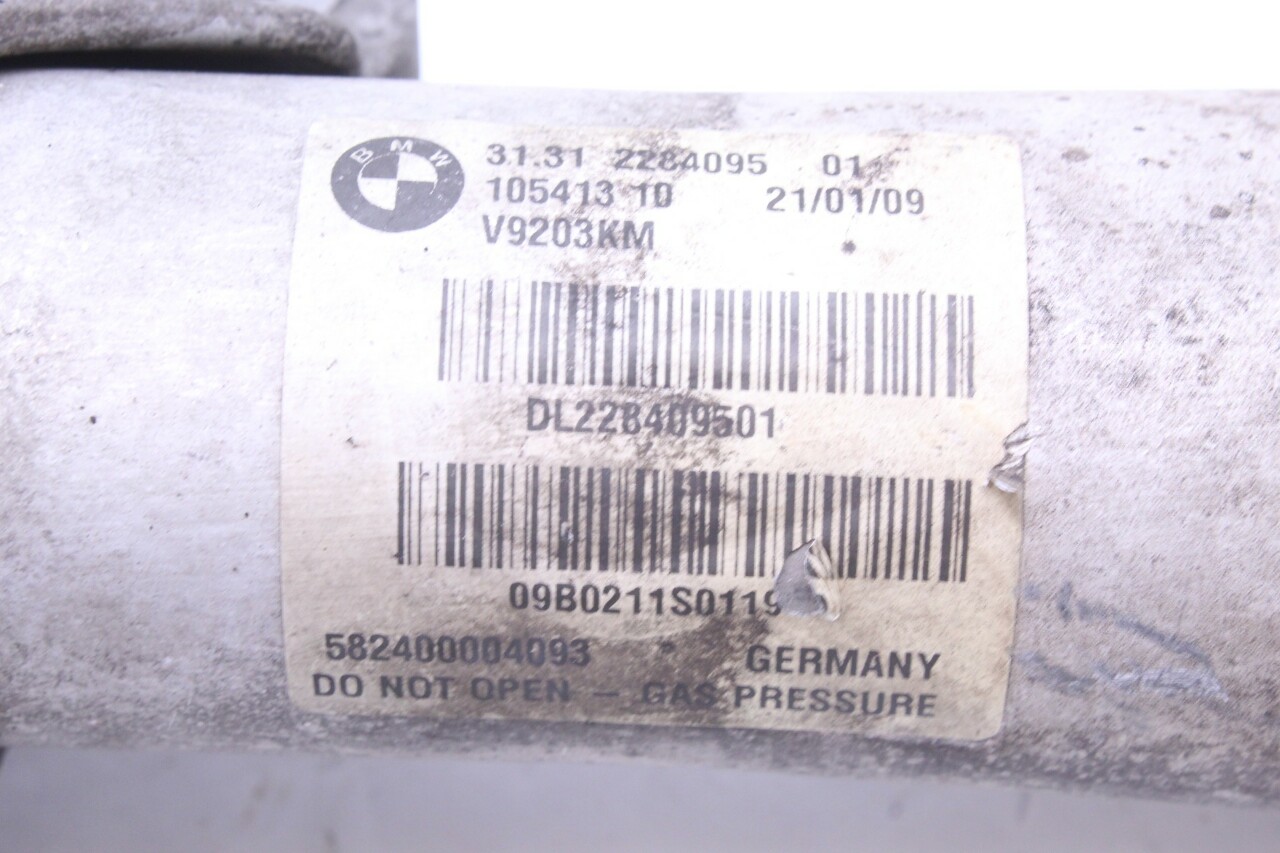 BMW
31.31 2284095 01
105413 10 21/01/09
V9203KM
DL228409501
09B0211S0119
582400004093 GERMANY
DO NOT OPEN – GAS PRESSURE